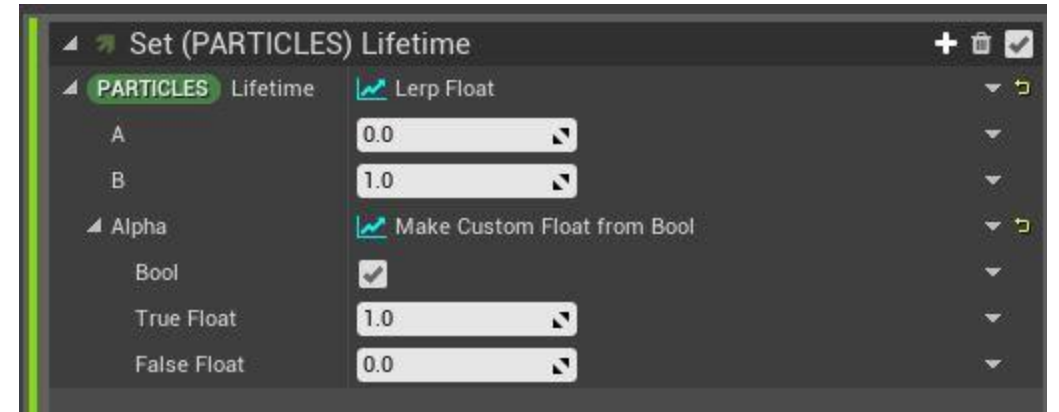 Set (PARTICLES) Lifetime
PARTICLES Lifetime Lerp Float
A 0.0
B 1.0
Alpha Make Custom Float from Bool
Bool
True Float 1.0
False Float 0.0